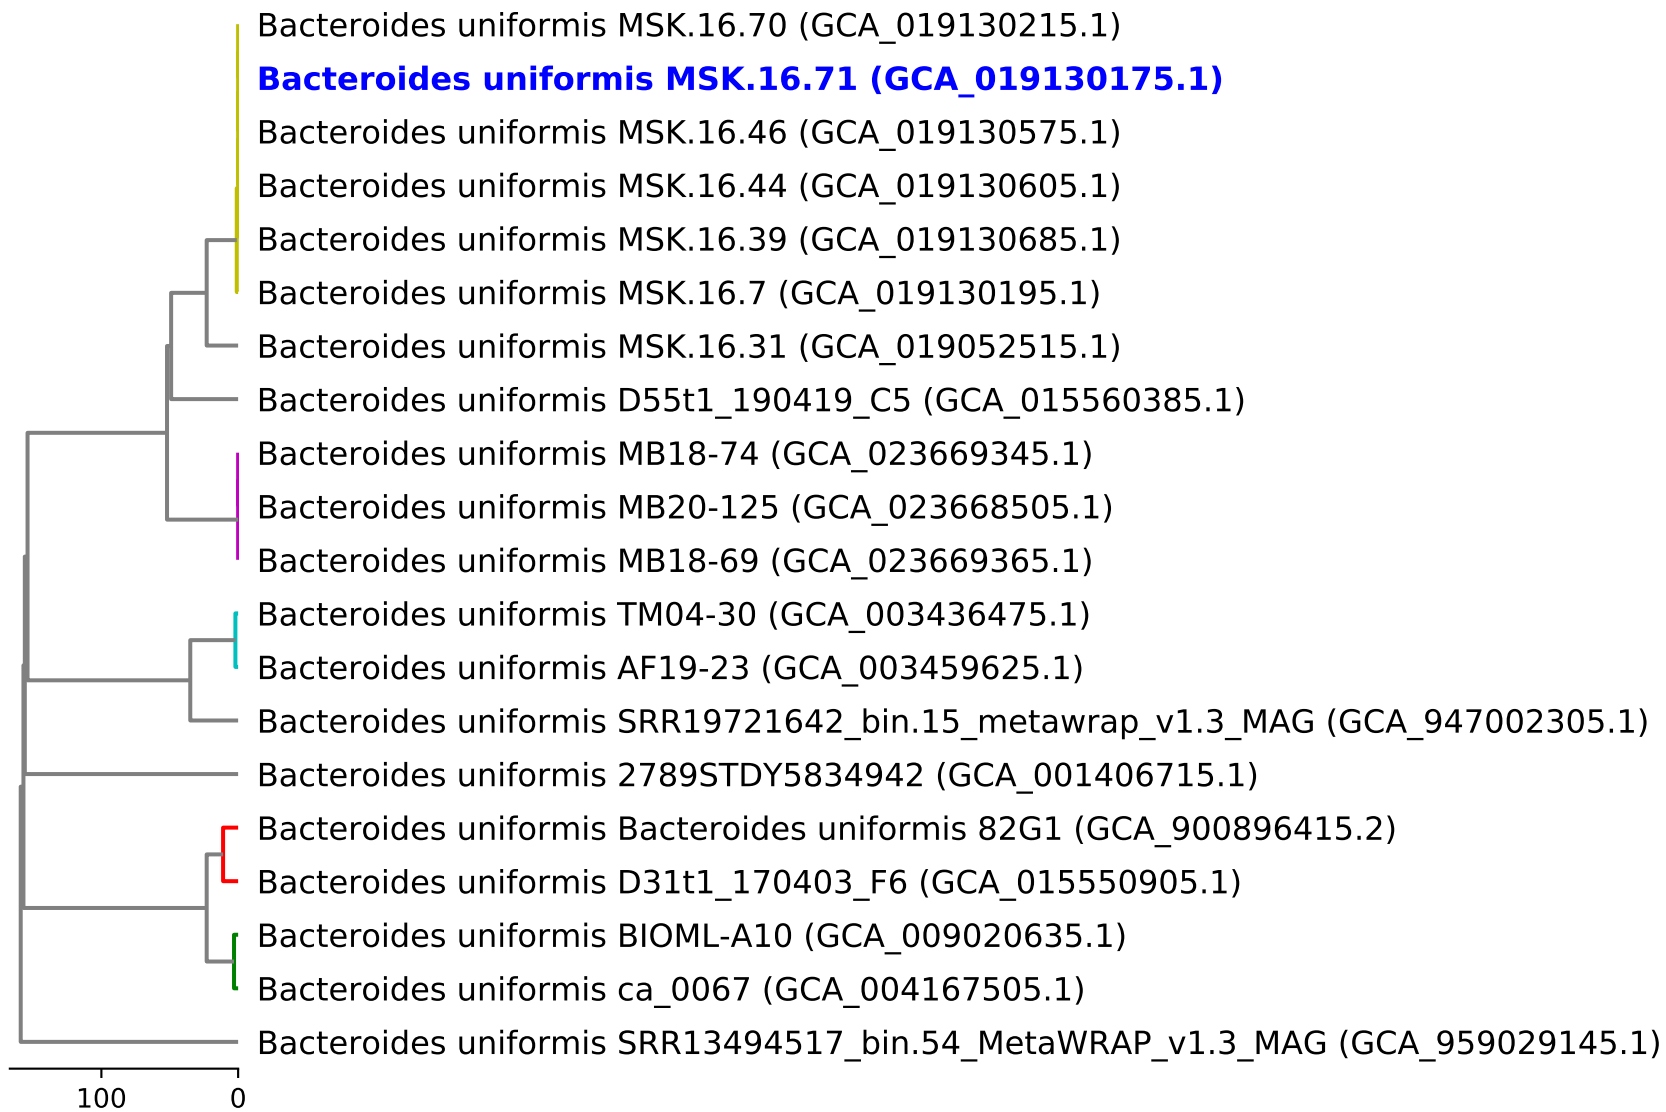 Bacteroides uniformis MSK.16.70 (GCA_019130215.1)
Bacteroides uniformis MSK.16.71 (GCA_019130175.1)
Bacteroides uniformis MSK.16.46 (GCA_019130575.1)
Bacteroides uniformis MSK.16.44 (GCA_019130605.1)
Bacteroides uniformis MSK.16.39 (GCA_019130685.1)
Bacteroides uniformis MSK.16.7 (GCA_019130195.1)
Bacteroides uniformis MSK.16.31 (GCA_019052515.1)
Bacteroides uniformis D55t1_190419_C5 (GCA_015560385.1)
Bacteroides uniformis MB18-74 (GCA_023669345.1)
Bacteroides uniformis MB20-125 (GCA_023668505.1)
Bacteroides uniformis MB18-69 (GCA_023669365.1)
Bacteroides uniformis TM04-30 (GCA_003436475.1)
Bacteroides uniformis AF19-23 (GCA_003459625.1)
Bacteroides uniformis SRR19721642_bin.15_metawrap_v1.3_MAG (GCA_947002305.1)
Bacteroides uniformis 2789STDY5834942 (GCA_001406715.1)
Bacteroides uniformis Bacteroides uniformis 82G1 (GCA_900896415.2)
Bacteroides uniformis D31t1_170403_F6 (GCA_015550905.1)
Bacteroides uniformis BIOML-A10 (GCA_009020635.1)
Bacteroides uniformis ca_0067 (GCA_004167505.1)
Bacteroides uniformis SRR13494517_bin.54_MetaWRAP_v1.3_MAG (GCA_959029145.1)
100 0